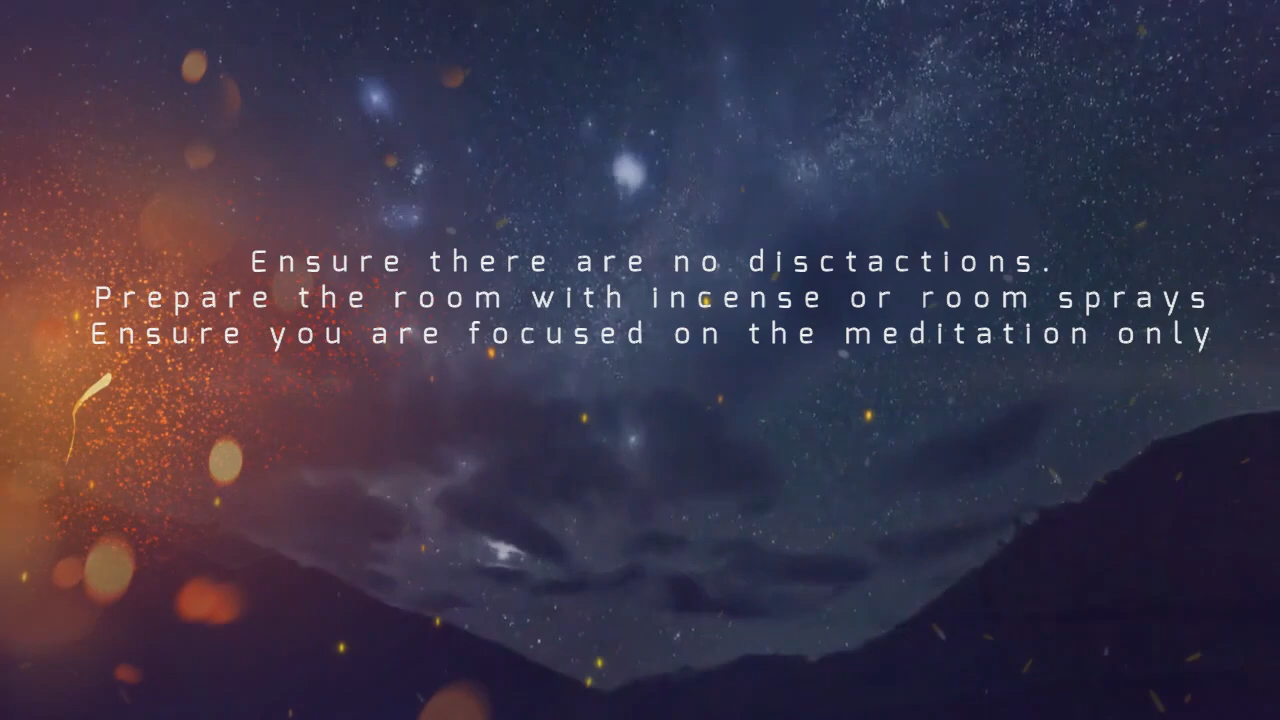 Ensure there are no disctactions.
Prepare the room with incense or room sprays
Ensure you are focused on the meditation only